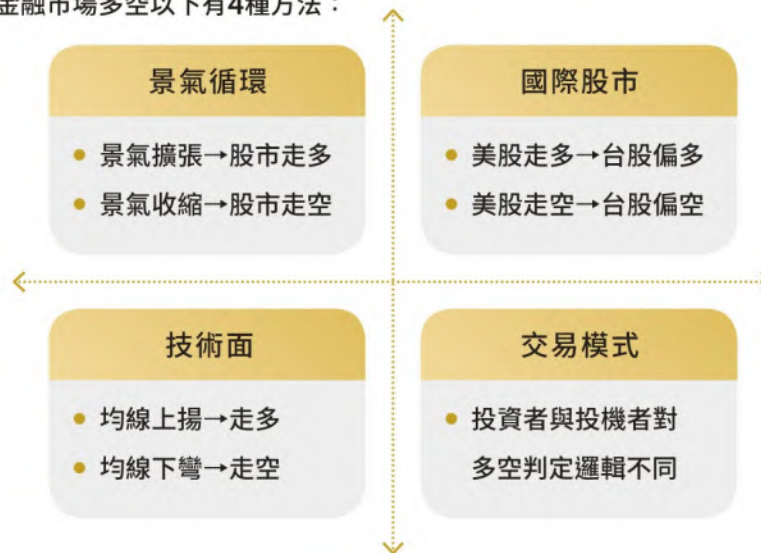 金融市場多空以下有4種方法：
景氣循環
• 景氣擴張→股市走多
• 景氣收縮→股市走空
國際股市
• 美股走多→台股偏多
• 美股走空→台股偏空
技術面
• 均線上揚→走多
• 均線下彎→走空
交易模式
• 投資者與投機者對
多空判定邏輯不同